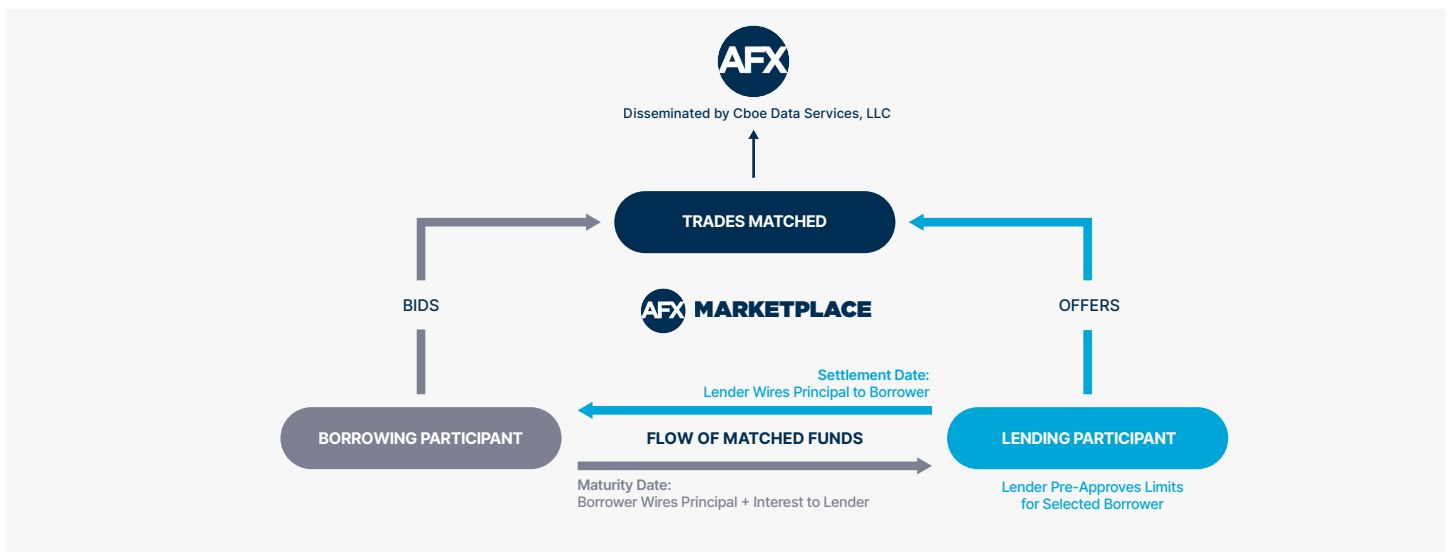 AFX
Disseminated by Cboe Data Services, LLC
TRADES MATCHED
BIDS
AFX MARKETPLACE
OFFERS
Settlement Date:
Lender Wires Principal to Borrower
BORROWING PARTICIPANT
FLOW OF MATCHED FUNDS
LENDING PARTICIPANT
Maturity Date:
Borrower Wires Principal + Interest to Lender
Lender Pre-Approves Limits
for Selected Borrower